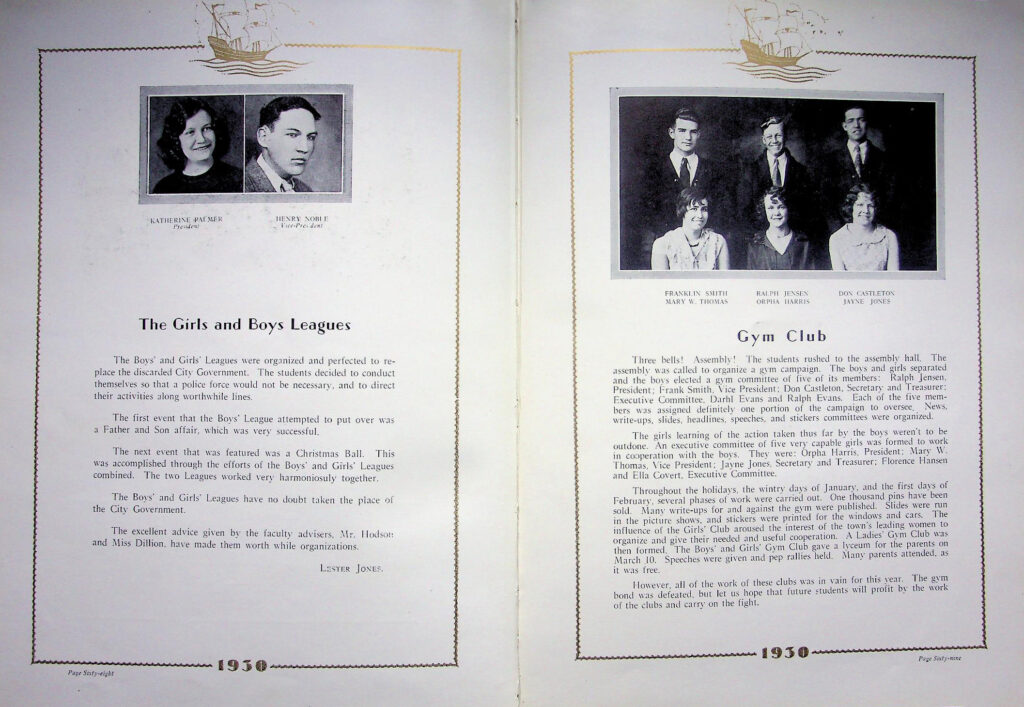 KATHERINE PALMER
President
HENRY NOBLE
Vice-President
The Girls and Boys Leagues
The Boys' and Girls' Leagues were organized and perfected to re-
place the discarded City Government. The students decided to conduct
themselves so that a police force would not be necessary, and to direct
their activities along worthwhile lines.
The first event that the Boys' League attempted to put over was
a Father and Son affair, which was very successful.
The next event that was featured was a Christmas Ball. This
was accomplished through the efforts of the Boys' and Girls' Leagues
combined. The two Leagues worked very harmoniously together.
The Boys' and Girls' Leagues have no doubt taken the place of
the City Government.
The excellent advice given by the faculty advisers, Mr. Hodson
and Miss Dillion, have made them worth while organizations.
LESTER JONES.
1930
Page Sixty-eight
FRANKLIN SMITH RALPH JENSEN DON CASTLETON
MARY W. THOMAS ORPHA HARRIS JAYNE JONES
Gym Club
Three bells! Assembly! The students rushed to the assembly hall. The
assembly was called to organize a gym campaign. The boys and girls separated
and the boys elected a gym committee of five of its members: Ralph Jensen,
President; Frank Smith, Vice President; Don Castleton, Secretary and Treasurer;
Executive Committee, Darhl Evans and Ralph Evans. Each of the five mem-
bers was assigned definitely one portion of the campaign to oversee. News,
write-ups, slides, headlines, speeches, and stickers committees were organized.
The girls learning of the action taken thus far by the boys weren't to be
outdone. An executive committee of five very capable girls was formed to work
in cooperation with the boys. They were: Orpha Harris, President; Mary W.
Thomas, Vice President; Jayne Jones, Secretary and Treasurer; Florence Hansen
and Ella Covert, Executive Committee.
Throughout the holidays, the wintry days of January, and the first days of
February, several phases of work were carried out. One thousand pins have been
sold. Many write-ups for and against the gym were published. Slides were run
in the picture shows, and stickers were printed for the windows and cars. The
influence of the Girls' Club aroused the interest of the town's leading women to
organize and give their needed and useful cooperation. A Ladies' Gym Club was
then formed. The Boys' and Girls' Gym Club gave a lyceum for the parents on
March 10. Speeches were given and pep rallies held. Many parents attended, as
it was free.
However, all of the work of these clubs was in vain for this year. The gym
bond was defeated, but let us hope that future students will profit by the work
of the clubs and carry on the fight.
1930
Page Sixty-nine